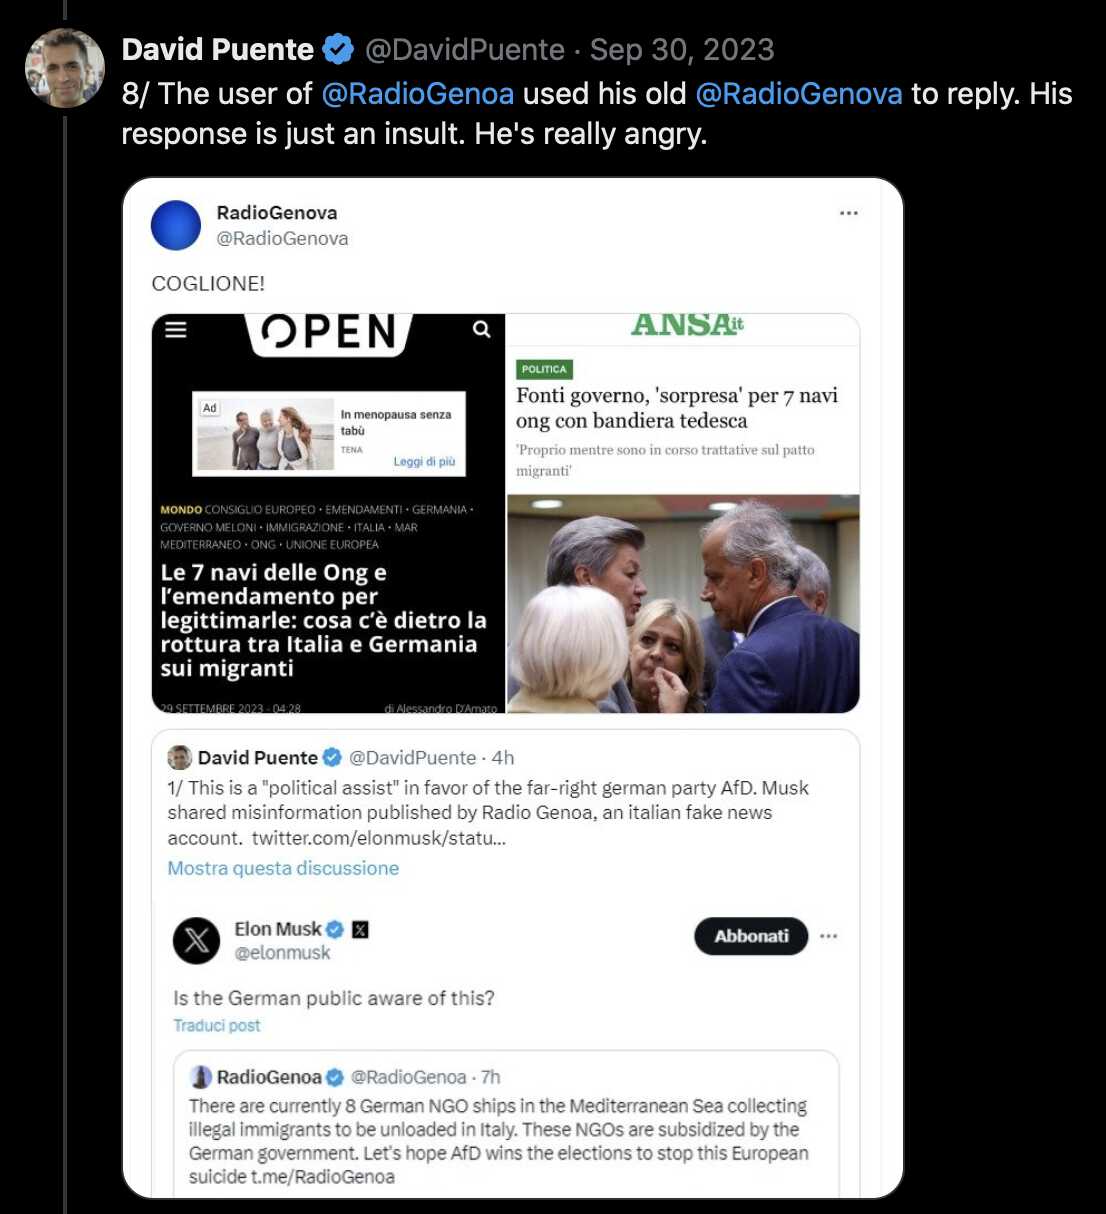 David Puente @DavidPuente · Sep 30, 2023
8/ The user of @RadioGenoa used his old @RadioGenova to reply. His
response is just an insult. He's really angry.
RadioGenova
@RadioGenova
COGLIONE!
OPEN
Ad
In menopausa senza
tabù
TENA
Leggi di più
MONDO CONSIGLIO EUROPEO • EMENDAMENTI • GERMANIA •
GOVERNO MELONI • IMMIGRAZIONE • ITALIA • MAR
MEDITERRANEO • ONG • UNIONE EUROPEA
Le 7 navi delle Ong e
l'emendamento per
legittimarle: cosa c'è dietro la
rottura tra Italia e Germania
sui migranti
29 SETTEMBRE 2023 - 04:28
di Alessandro D'Amato
ANSAit
POLITICA
Fonti governo, 'sorpresa' per 7 navi
ong con bandiera tedesca
'Proprio mentre sono in corso trattative sul patto
migranti'
David Puente @DavidPuente · 4h
1/ This is a "political assist" in favor of the far-right german party AfD. Musk
shared misinformation published by Radio Genoa, an italian fake news
account. twitter.com/elonmusk/statu...
Mostra questa discussione
Elon Musk
@elonmusk
Abbonati
Is the German public aware of this?
Traduci post
RadioGenoa @RadioGenoa · 7h
There are currently 8 German NGO ships in the Mediterranean Sea collecting
illegal immigrants to be unloaded in Italy. These NGOs are subsidized by the
German government. Let's hope AfD wins the elections to stop this European
suicide t.me/RadioGenoa